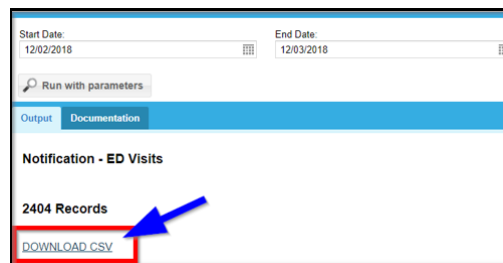 Start Date:
End Date:
12/02/2018
12/03/2018
Run with parameters
Output
Documentation
Notification - ED Visits
2404 Records
DOWNLOAD CSV